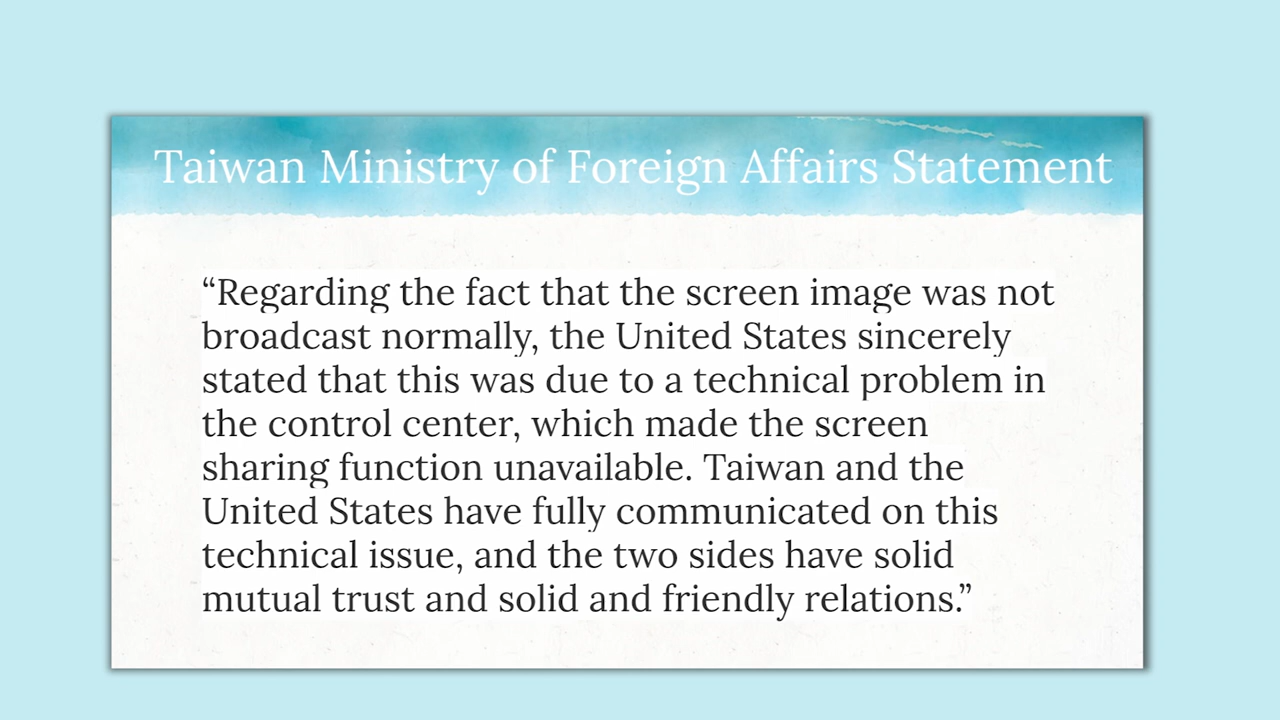 Taiwan Ministry of Foreign Affairs Statement
“Regarding the fact that the screen image was not
broadcast normally, the United States sincerely
stated that this was due to a technical problem in
the control center, which made the screen
sharing function unavailable. Taiwan and the
United States have fully communicated on this
technical issue, and the two sides have solid
mutual trust and solid and friendly relations.”